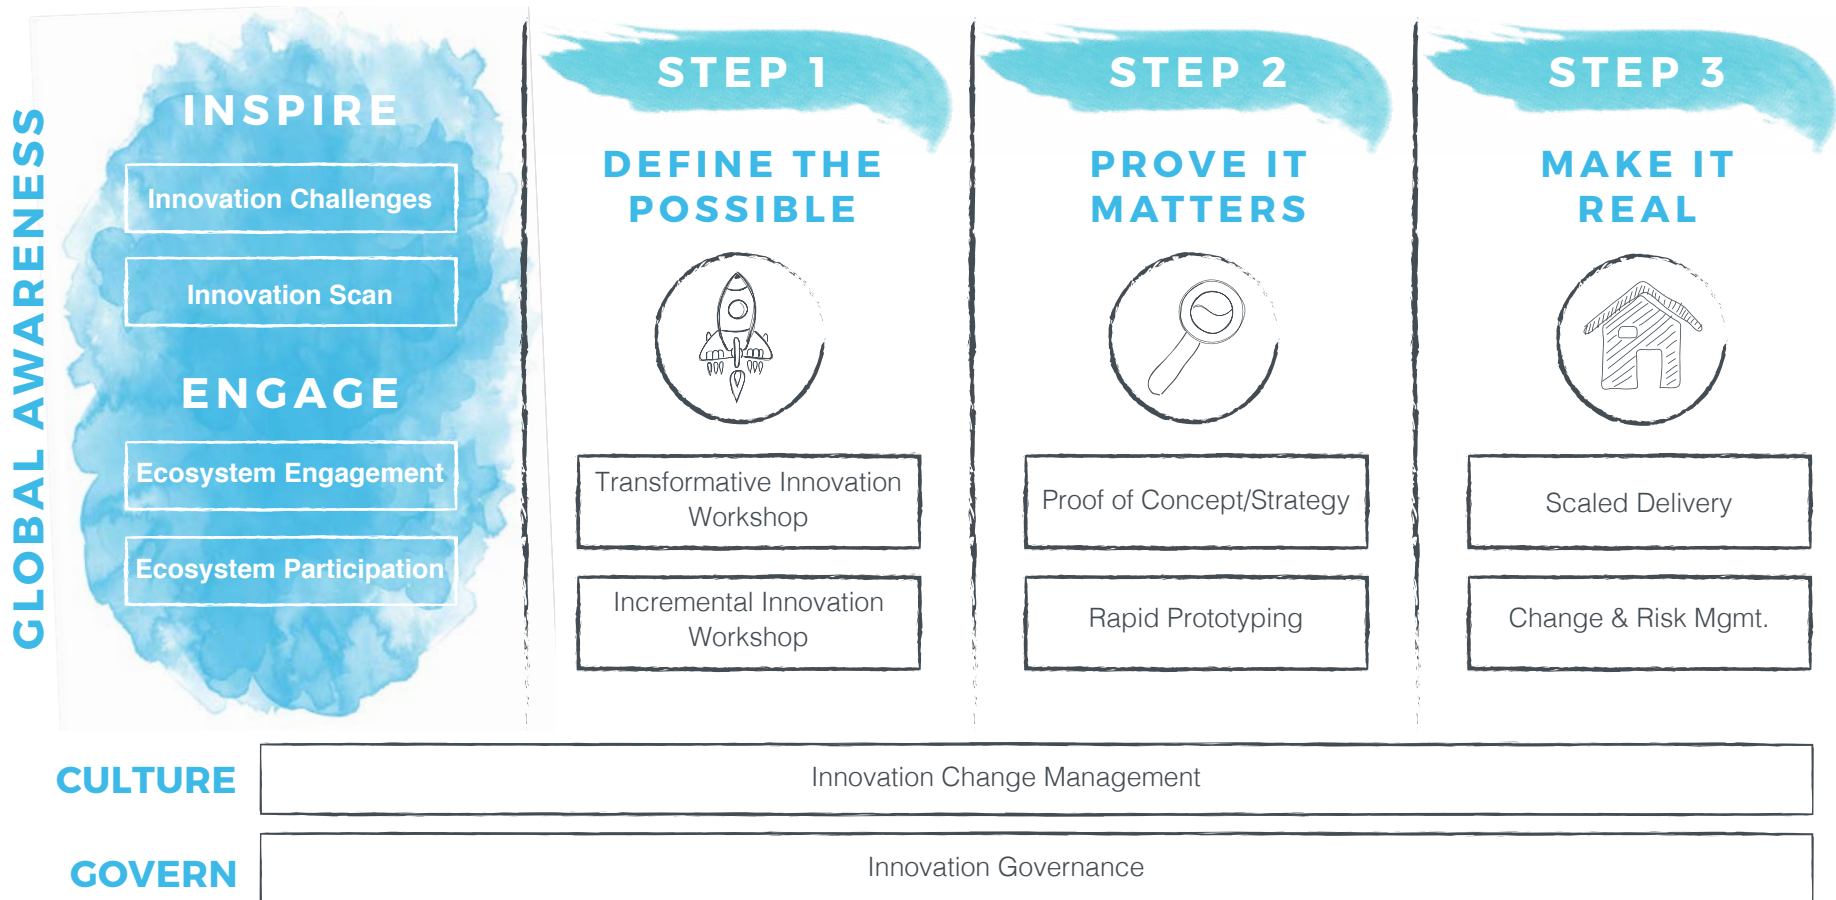 GLOBAL AWARENESS
INSPIRE
Innovation Challenges
Innovation Scan
ENGAGE
Ecosystem Engagement
Ecosystem Participation
STEP 1
DEFINE THE
POSSIBLE
Transformative Innovation
Workshop
Incremental Innovation
Workshop
STEP 2
PROVE IT
MATTERS
Proof of Concept/Strategy
Rapid Prototyping
STEP 3
MAKE IT
REAL
Scaled Delivery
Change & Risk Mgmt.
CULTURE
Innovation Change Management
GOVERN
Innovation Governance